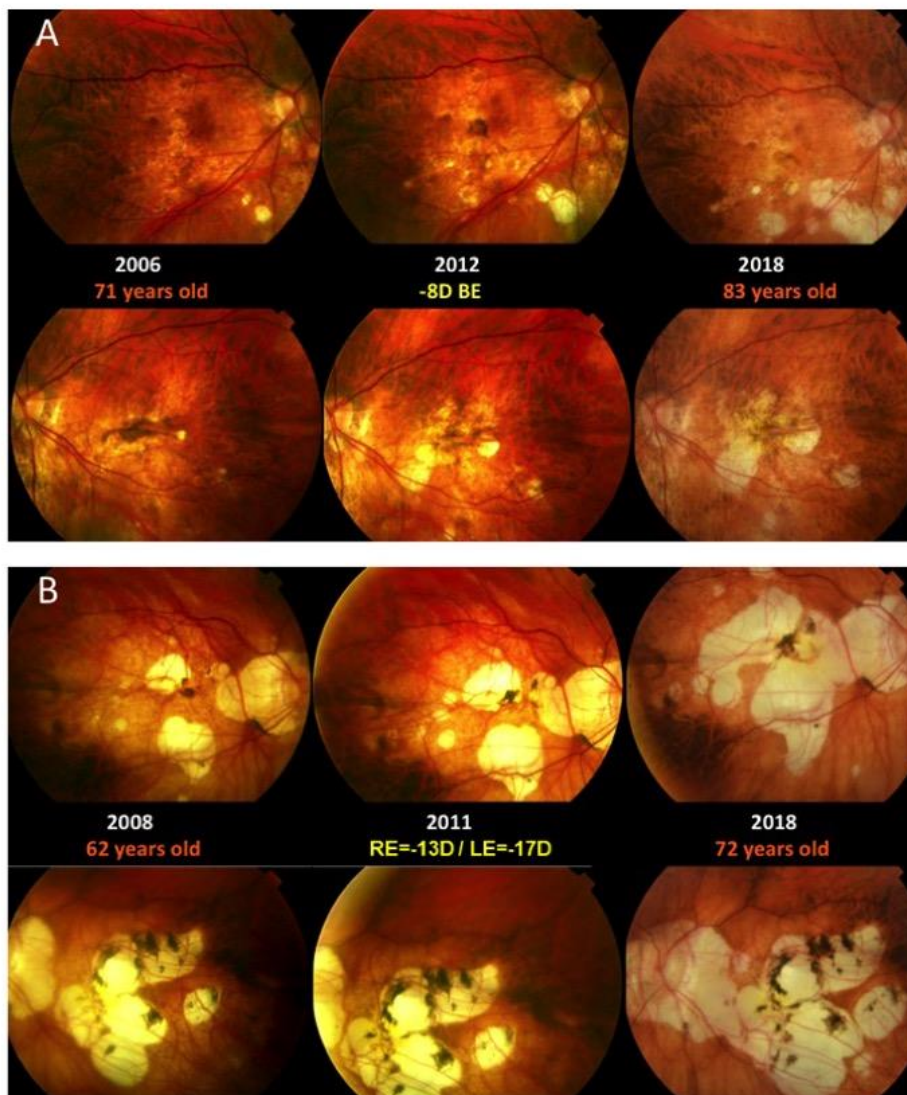 A
2006 2012 2018
71 years old -8D BE 83 years old
B
2008 2011 2018
62 years old RE=-13D / LE=-17D 72 years old